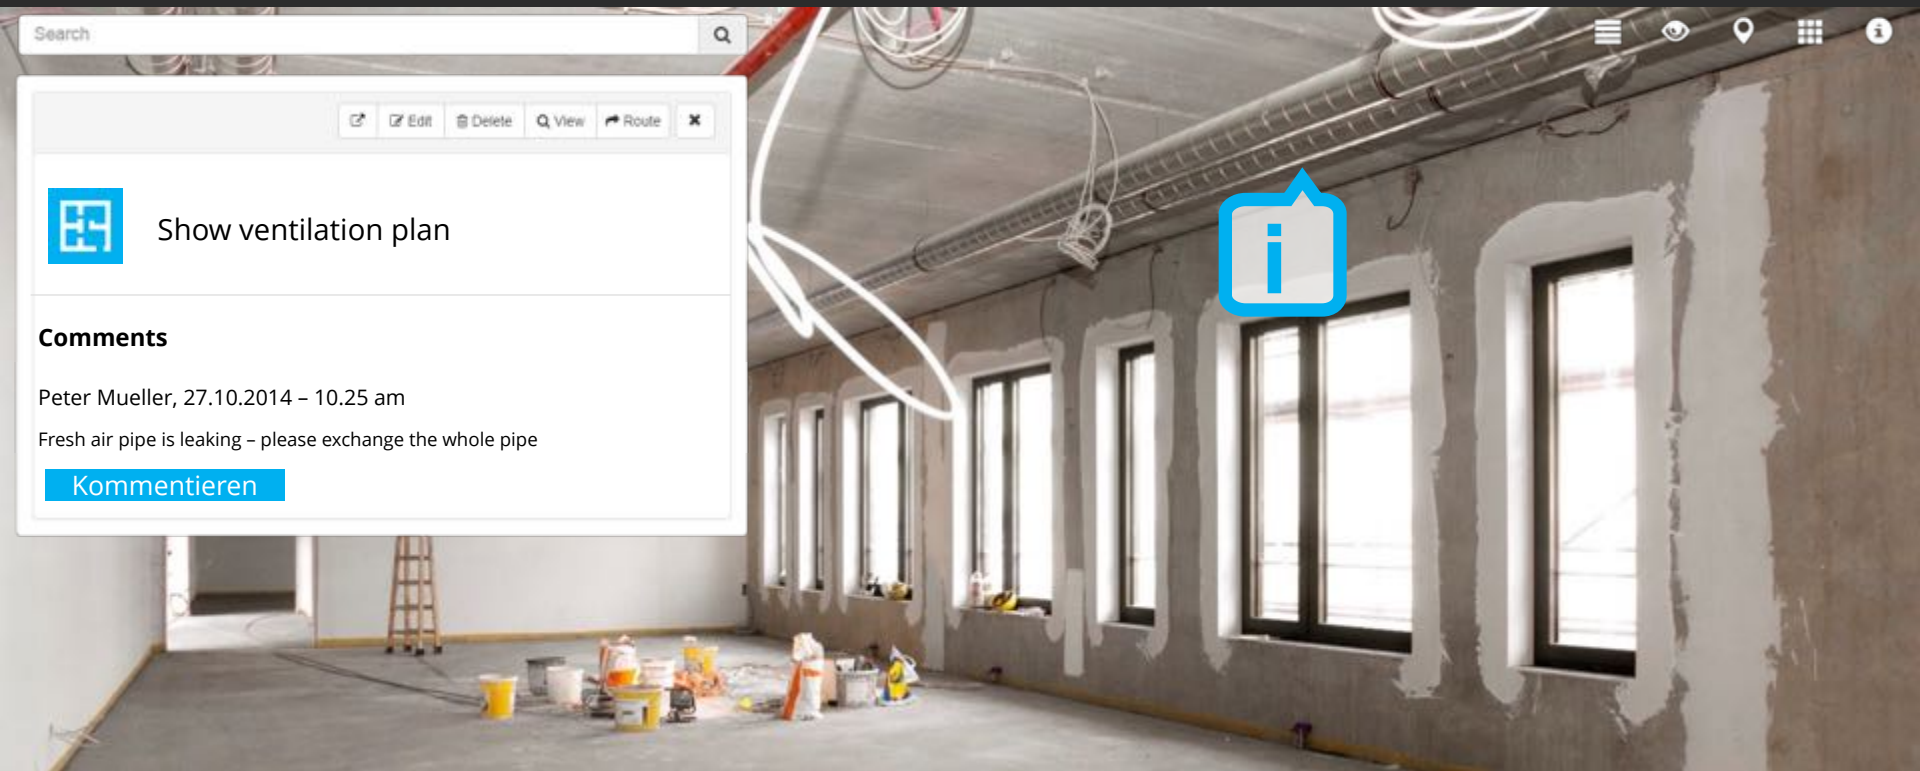 Search
Edit Delete View Route
Show ventilation plan
Comments
Peter Mueller, 27.10.2014 – 10.25 am
Fresh air pipe is leaking – please exchange the whole pipe
Kommentieren
i